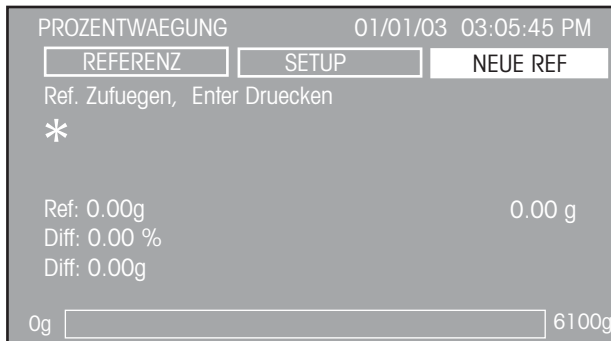 PROZENTWAEGUNG 01/01/03 03:05:45 PM
REFERENZ SETUP NEUE REF
Ref. Zufuegen, Enter Druecken
*
Ref: 0.00g 0.00 g
Diff: 0.00 %
Diff: 0.00g
0g 6100g